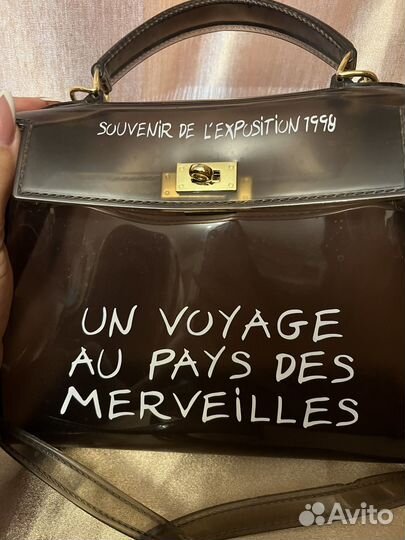 SOUVENIR DE L'EXPOSITION 1998
UN VOYAGE
AU PAYS DES
MERVEILLES
Avito